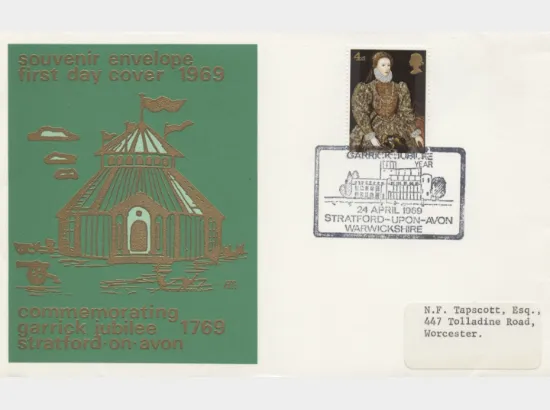 souvenir envelope
first day cover 1969
commemorating
garrick jubilee 1769
stratford-on-avon
4d
GARRICK JUBILEE
YEAR
24 APRIL 1969
STRATFORD-UPON-AVON
WARWICKSHIRE
N.F. Tapscott, Esq.,
447 Tolladine Road,
Worcester.